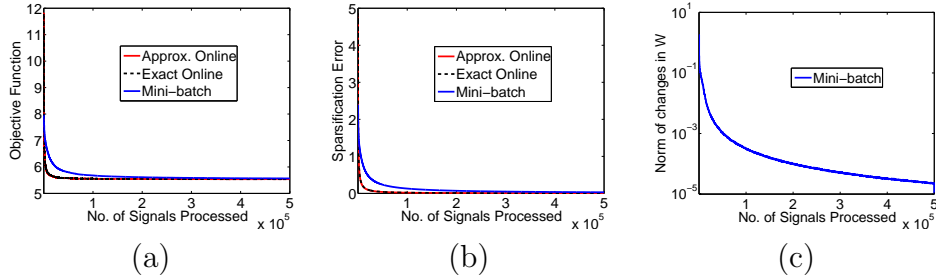 Objective Function
12
11
10
9
8
7
6
5
Approx. Online
Exact Online
Mini−batch
1
2
3
4
5
No. of Signals Processed
x 10^5
(a)
Sparsification Error
5
4
3
2
1
0
Approx. Online
Exact Online
Mini−batch
1
2
3
4
5
No. of Signals Processed
x 10^5
(b)
Norm of changes in W
10^1
10^−1
10^−3
10^−5
Mini−batch
1
2
3
4
5
No. of Signals Processed
x 10^5
(c)